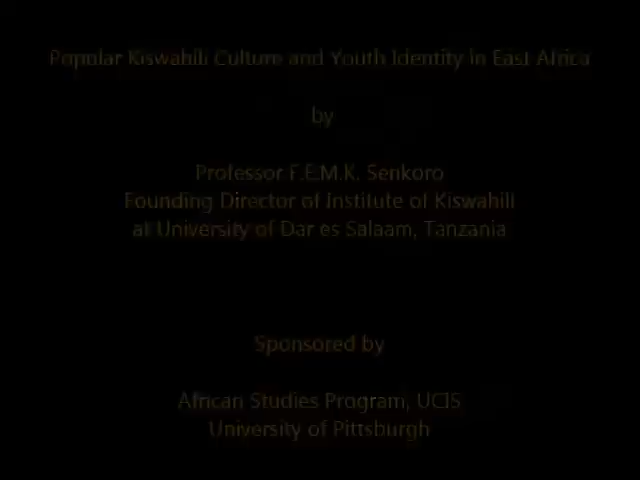 Popular Kiswahili Culture and Youth Identity in East Africa
by
Professor F.E.M.K. Senkoro
Founding Director of Institute of Kiswahili
at University of Dar es Salaam, Tanzania
Sponsored by
African Studies Program, UCIS
University of Pittsburgh